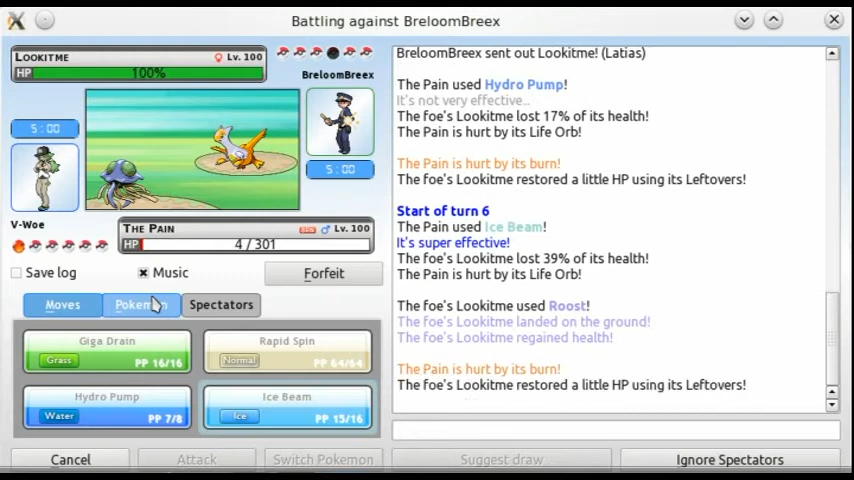 Battling against BreloomBreex
LOOKITME Lv. 100
HP 100%
BreloomBreex
5:00
5:00
V-Woe
THE PAIN BRN Lv. 100
HP 4 / 301
Save log
Music
Forfeit
Moves
Pokemon
Spectators
Giga Drain
Grass PP 16/16
Rapid Spin
Normal PP 64/64
Hydro Pump
Water PP 7/8
Ice Beam
Ice PP 15/16
Cancel
Attack
Switch Pokemon
BreloomBreex sent out Lookitme! (Latias)
The Pain used Hydro Pump!
It's not very effective...
The foe's Lookitme lost 17% of its health!
The Pain is hurt by its Life Orb!
The Pain is hurt by its burn!
The foe's Lookitme restored a little HP using its Leftovers!
Start of turn 6
The Pain used Ice Beam!
It's super effective!
The foe's Lookitme lost 39% of its health!
The Pain is hurt by its Life Orb!
The foe's Lookitme used Roost!
The foe's Lookitme landed on the ground!
The foe's Lookitme regained health!
The Pain is hurt by its burn!
The foe's Lookitme restored a little HP using its Leftovers!
Suggest draw
Ignore Spectators